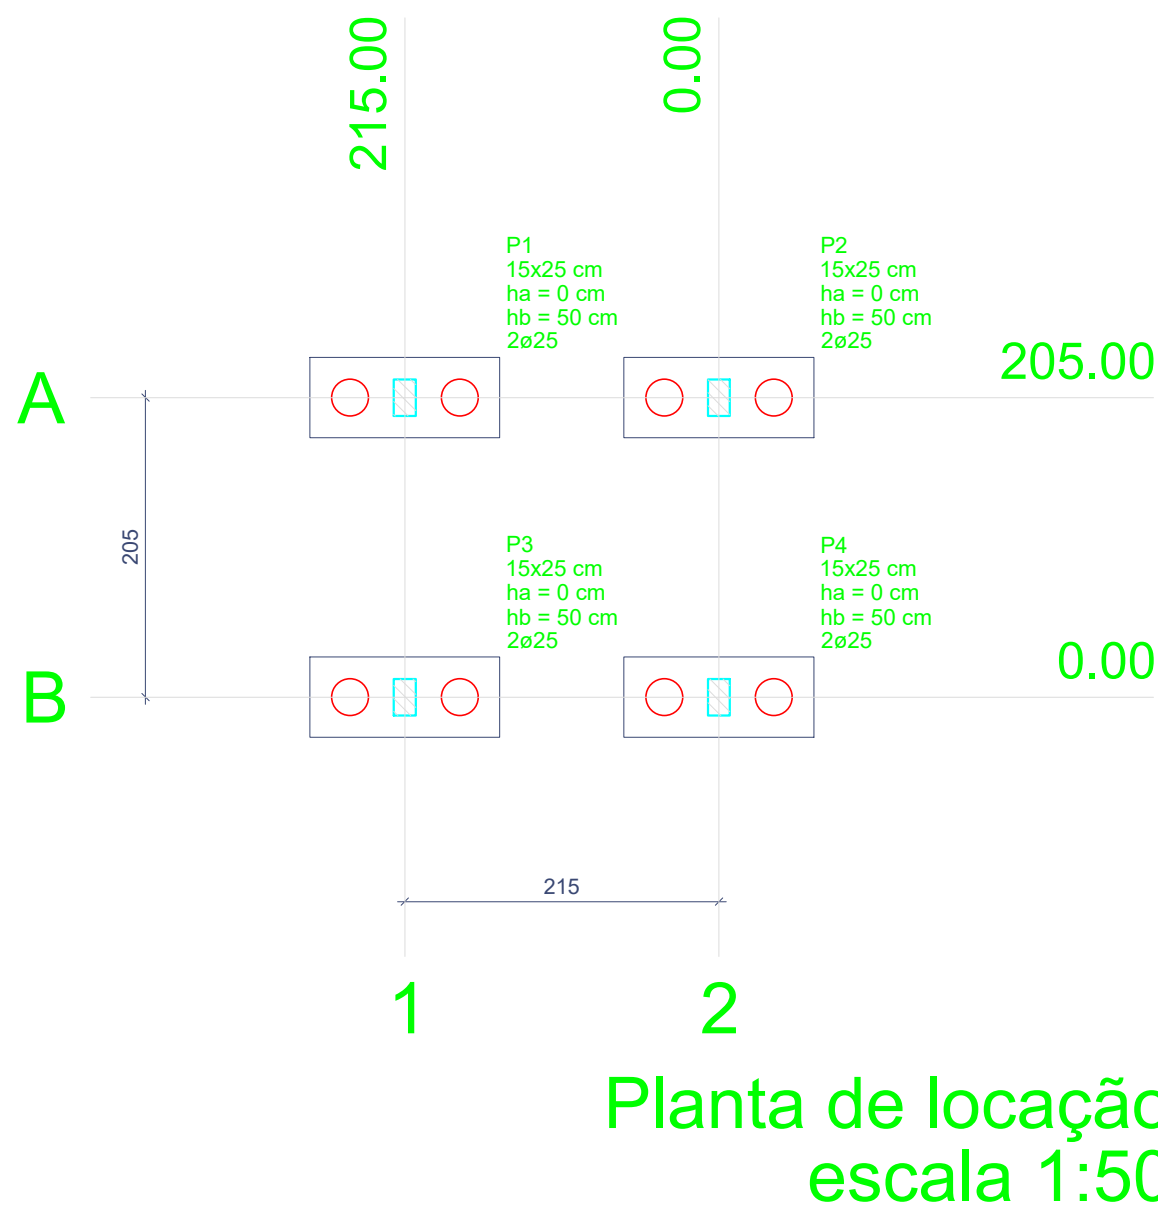 215.00
0.00
P1
15x25 cm
ha = 0 cm
hb = 50 cm
2ø25
P2
15x25 cm
ha = 0 cm
hb = 50 cm
2ø25
205.00
A
205
P3
15x25 cm
ha = 0 cm
hb = 50 cm
2ø25
P4
15x25 cm
ha = 0 cm
hb = 50 cm
2ø25
0.00
B
215
1
2
Planta de locação
escala 1:50